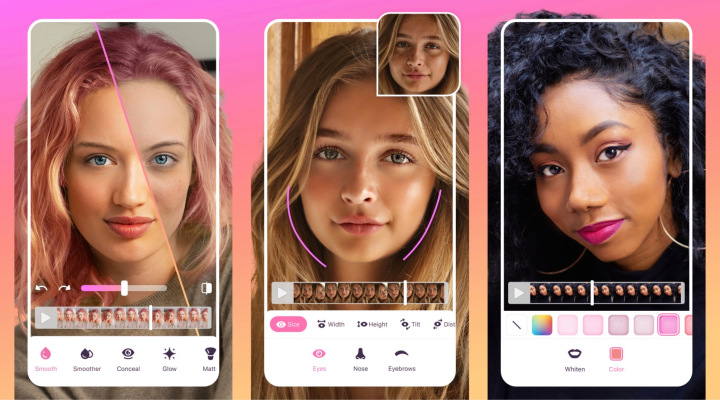 Smooth Smoother Conceal Glow Matt
Size Width Height Tilt Dist
Eyes Nose Eyebrows
Whiten Color